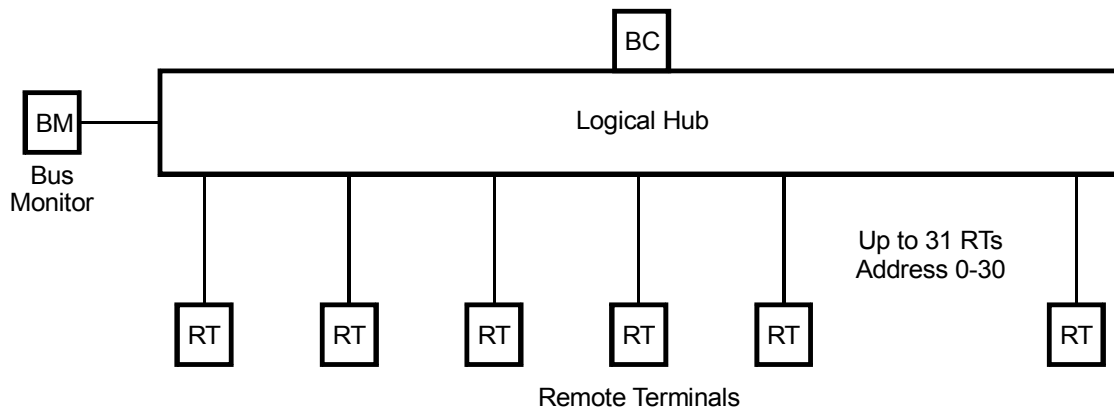 BC
Logical Hub
BM
Bus
Monitor
Up to 31 RTs
Address 0-30
RT
RT
RT
RT
RT
RT
Remote Terminals